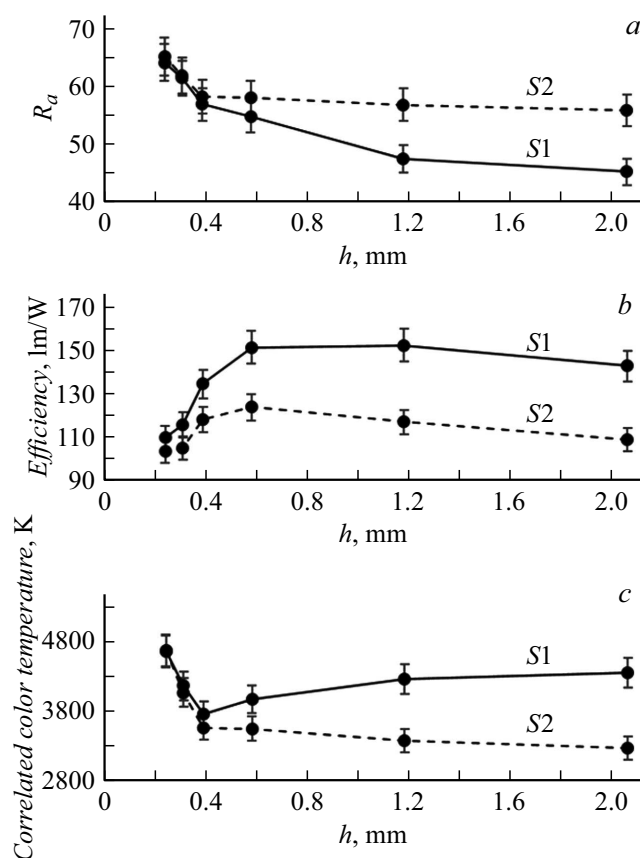 a
70
60
50
40
R_a
S2
S1
0 0.4 0.8 1.2 1.6 2.0
h, mm
b
170
150
130
110
90
Efficiency, lm/W
S1
S2
0 0.4 0.8 1.2 1.6 2.0
h, mm
c
4800
3800
2800
Correlated color temperature, K
S1
S2
0 0.4 0.8 1.2 1.6 2.0
h, mm